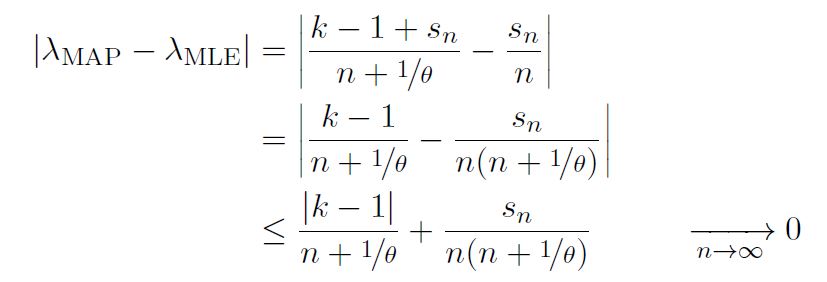 |λ_MAP − λ_MLE| = |(k − 1 + s_n)/(n + 1/θ) − s_n/n|
= |(k − 1)/(n + 1/θ) − s_n/(n(n + 1/θ))|
≤ |k − 1|/(n + 1/θ) + s_n/(n(n + 1/θ)) ⟶_{n→∞} 0